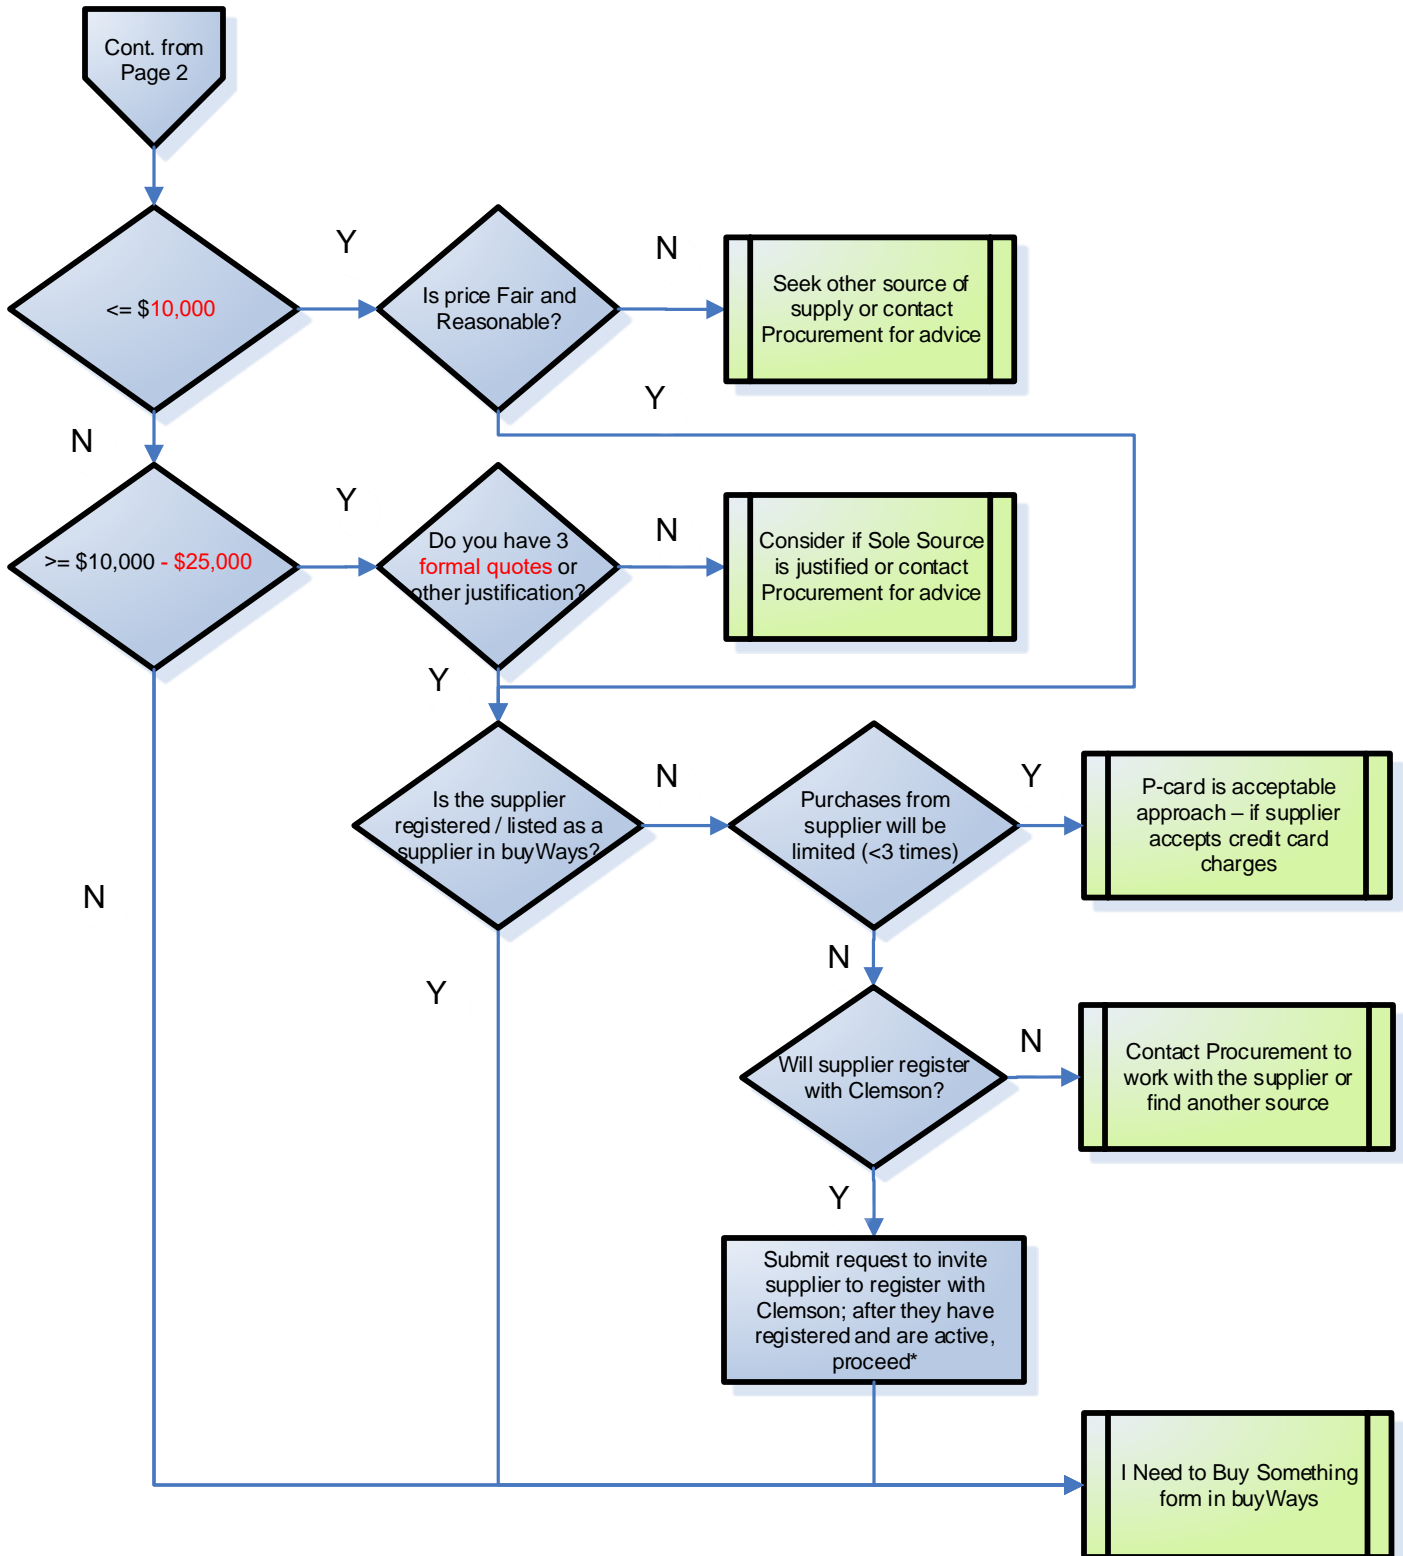 Cont. from
Page 2
<= $10,000
Y
Is price Fair and
Reasonable?
N
Seek other source of
supply or contact
Procurement for advice
Y
N
>= $10,000 - $25,000
Y
Do you have 3
formal quotes or
other justification?
N
Consider if Sole Source
is justified or contact
Procurement for advice
Y
Is the supplier
registered / listed as a
supplier in buyWays?
N
Purchases from
supplier will be
limited (<3 times)
Y
P-card is acceptable
approach – if supplier
accepts credit card
charges
N
Y
N
Will supplier register
with Clemson?
N
Contact Procurement to
work with the supplier or
find another source
Y
Submit request to invite
supplier to register with
Clemson; after they have
registered and are active,
proceed*
I Need to Buy Something
form in buyWays